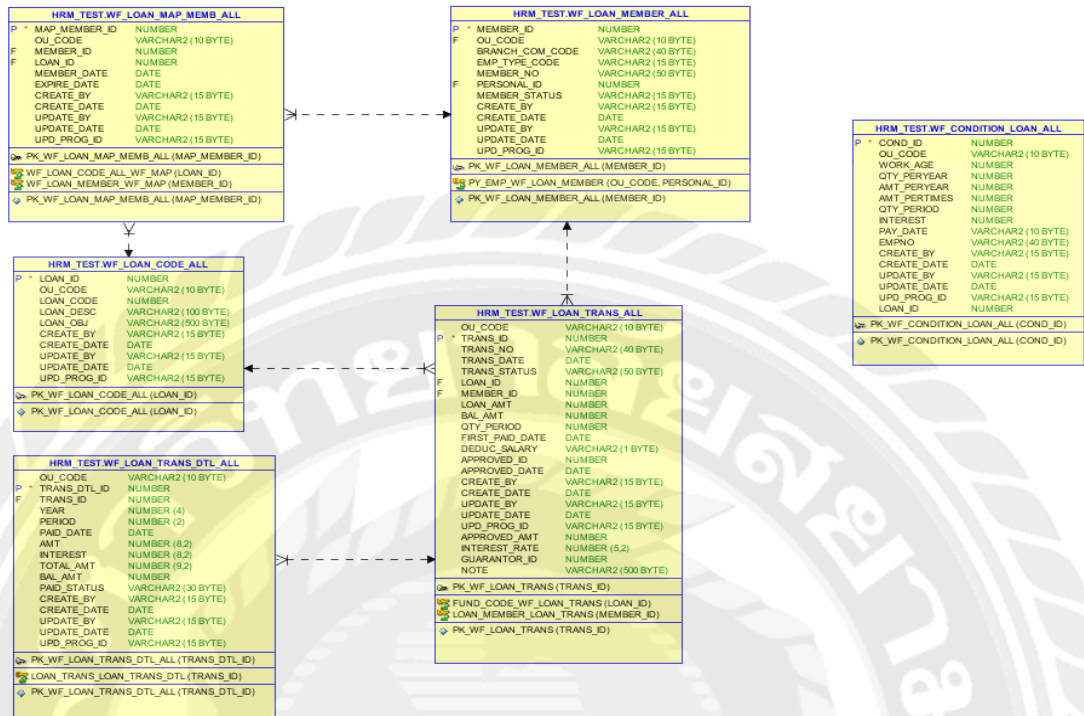 HRM_TEST.WF_LOAN_MAP_MEMB_ALL
P * MAP_MEMBER_ID NUMBER
OU_CODE VARCHAR2 (10 BYTE)
F MEMBER_ID NUMBER
F LOAN_ID NUMBER
MEMBER_DATE DATE
EXPIRE_DATE DATE
CREATE_BY VARCHAR2 (15 BYTE)
CREATE_DATE DATE
UPDATE_BY VARCHAR2 (15 BYTE)
UPDATE_DATE DATE
UPD_PROG_ID VARCHAR2 (15 BYTE)
PK_WF_LOAN_MAP_MEMB_ALL (MAP_MEMBER_ID)
WF_LOAN_CODE_ALL_WF_MAP (LOAN_ID)
WF_LOAN_MEMBER_WF_MAP (MEMBER_ID)
PK_WF_LOAN_MAP_MEMB_ALL (MAP_MEMBER_ID)
HRM_TEST.WF_LOAN_MEMBER_ALL
P * MEMBER_ID NUMBER
F OU_CODE VARCHAR2 (10 BYTE)
BRANCH_COM_CODE VARCHAR2 (40 BYTE)
EMP_TYPE_CODE VARCHAR2 (15 BYTE)
MEMBER_NO VARCHAR2 (50 BYTE)
F PERSONAL_ID NUMBER
MEMBER_STATUS VARCHAR2 (15 BYTE)
CREATE_BY VARCHAR2 (15 BYTE)
CREATE_DATE DATE
UPDATE_BY VARCHAR2 (15 BYTE)
UPDATE_DATE DATE
UPD_PROG_ID VARCHAR2 (15 BYTE)
PK_WF_LOAN_MEMBER_ALL (MEMBER_ID)
PY_EMP_WF_LOAN_MEMBER (OU_CODE, PERSONAL_ID)
PK_WF_LOAN_MEMBER_ALL (MEMBER_ID)
HRM_TEST.WF_CONDITION_LOAN_ALL
P * COND_ID NUMBER
OU_CODE VARCHAR2 (10 BYTE)
WORK_AGE NUMBER
QTY_PERYEAR NUMBER
AMT_PERYEAR NUMBER
AMT_PERTIMES NUMBER
QTY_PERIOD NUMBER
INTEREST NUMBER
PAY_DATE VARCHAR2 (10 BYTE)
EMPNO VARCHAR2 (40 BYTE)
CREATE_BY VARCHAR2 (15 BYTE)
CREATE_DATE DATE
UPDATE_BY VARCHAR2 (15 BYTE)
UPDATE_DATE DATE
UPD_PROG_ID VARCHAR2 (15 BYTE)
LOAN_ID NUMBER
PK_WF_CONDITION_LOAN_ALL (COND_ID)
PK_WF_CONDITION_LOAN_ALL (COND_ID)
HRM_TEST.WF_LOAN_CODE_ALL
P * LOAN_ID NUMBER
OU_CODE VARCHAR2 (10 BYTE)
LOAN_CODE NUMBER
LOAN_DESC VARCHAR2 (100 BYTE)
LOAN_OBJ VARCHAR2 (500 BYTE)
CREATE_BY VARCHAR2 (15 BYTE)
CREATE_DATE DATE
UPDATE_BY VARCHAR2 (15 BYTE)
UPDATE_DATE DATE
UPD_PROG_ID VARCHAR2 (15 BYTE)
PK_WF_LOAN_CODE_ALL (LOAN_ID)
PK_WF_LOAN_CODE_ALL (LOAN_ID)
HRM_TEST.WF_LOAN_TRANS_ALL
OU_CODE VARCHAR2 (10 BYTE)
P * TRANS_ID NUMBER
TRANS_NO VARCHAR2 (40 BYTE)
TRANS_DATE DATE
TRANS_STATUS VARCHAR2 (50 BYTE)
F LOAN_ID NUMBER
F MEMBER_ID NUMBER
LOAN_AMT NUMBER
BAL_AMT NUMBER
QTY_PERIOD NUMBER
FIRST_PAID_DATE DATE
DEDUC_SALARY VARCHAR2 (1 BYTE)
APPROVED_ID NUMBER
APPROVED_DATE DATE
CREATE_BY VARCHAR2 (15 BYTE)
CREATE_DATE DATE
UPDATE_BY VARCHAR2 (15 BYTE)
UPDATE_DATE DATE
UPD_PROG_ID VARCHAR2 (15 BYTE)
APPROVED_AMT NUMBER
INTEREST_RATE NUMBER (5,2)
GUARANTOR_ID NUMBER
NOTE VARCHAR2 (500 BYTE)
PK_WF_LOAN_TRANS (TRANS_ID)
FUND_CODE_WF_LOAN_TRANS (LOAN_ID)
LOAN_MEMBER_LOAN_TRANS (MEMBER_ID)
PK_WF_LOAN_TRANS (TRANS_ID)
HRM_TEST.WF_LOAN_TRANS_DTL_ALL
OU_CODE VARCHAR2 (10 BYTE)
P * TRANS_DTL_ID NUMBER
F TRANS_ID NUMBER
YEAR NUMBER (4)
PERIOD NUMBER (2)
PAID_DATE DATE
AMT NUMBER (8,2)
INTEREST NUMBER (8,2)
TOTAL_AMT NUMBER (9,2)
BAL_AMT NUMBER
PAID_STATUS VARCHAR2 (30 BYTE)
CREATE_BY VARCHAR2 (15 BYTE)
CREATE_DATE DATE
UPDATE_BY VARCHAR2 (15 BYTE)
UPDATE_DATE DATE
UPD_PROG_ID VARCHAR2 (15 BYTE)
PK_WF_LOAN_TRANS_DTL_ALL (TRANS_DTL_ID)
LOAN_TRANS_LOAN_TRANS_DTL (TRANS_ID)
PK_WF_LOAN_TRANS_DTL_ALL (TRANS_DTL_ID)